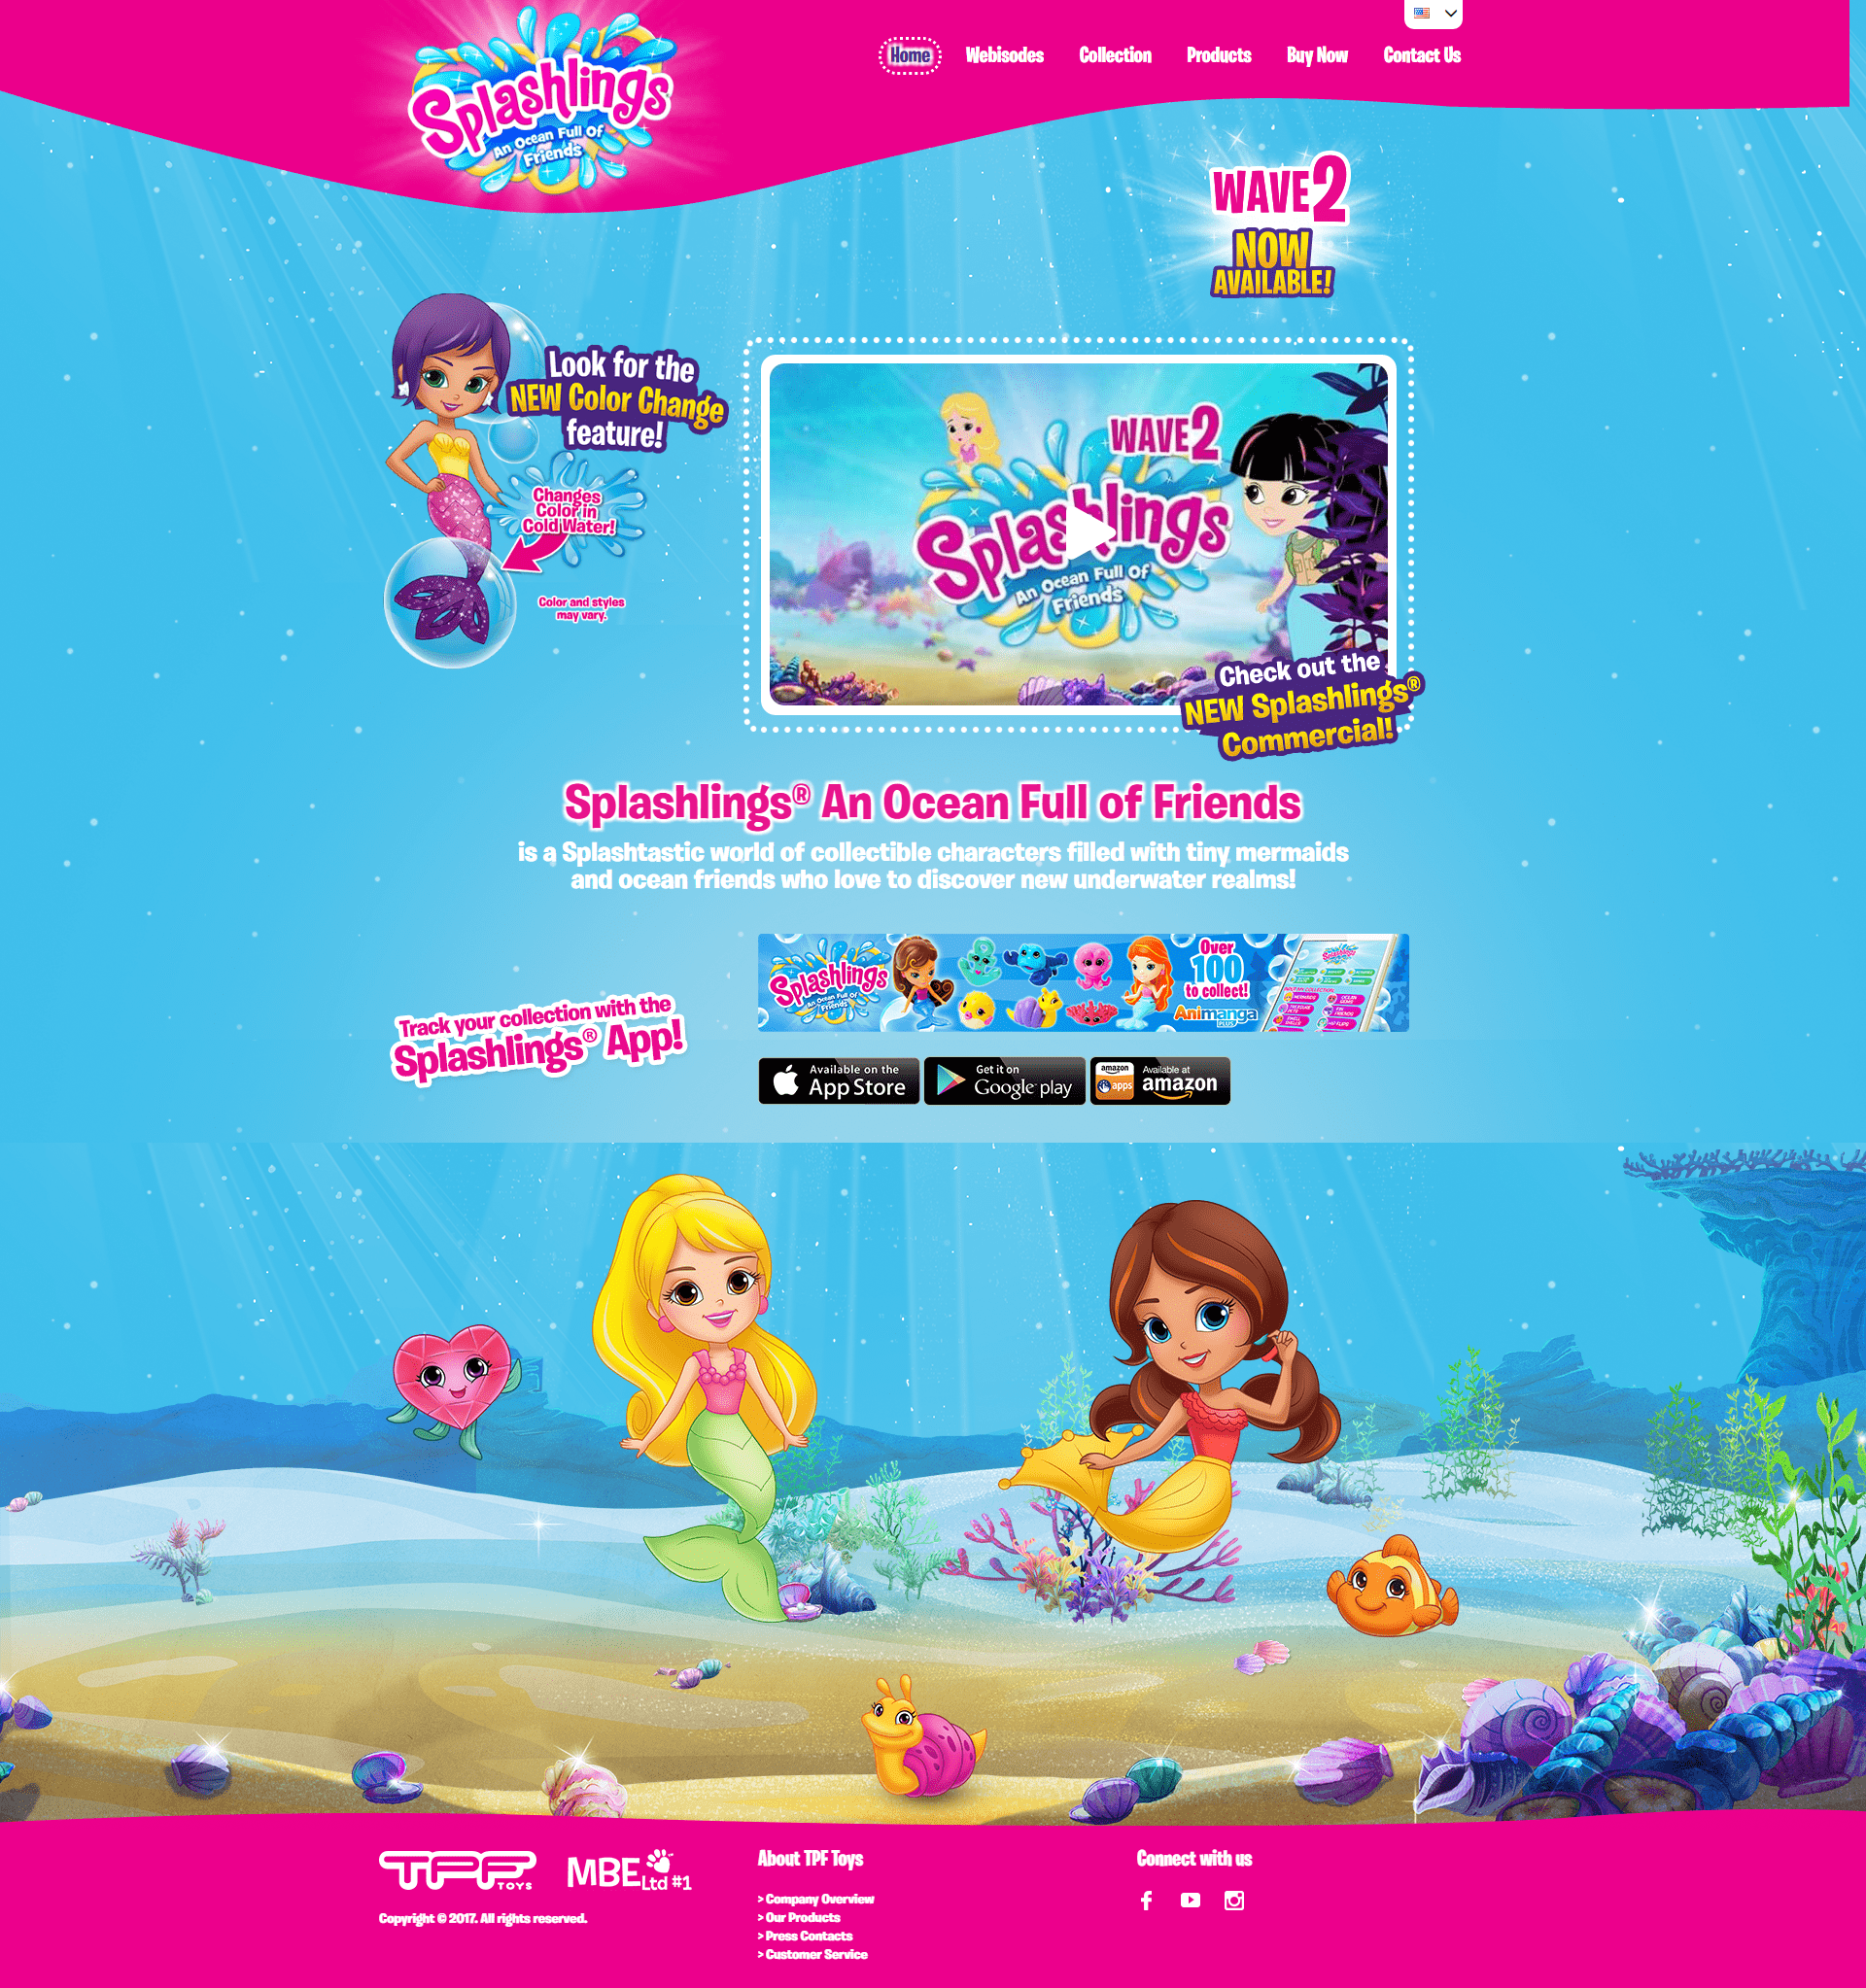 Splashlings
An Ocean Full Of
Friends
Home
Webisodes
Collection
Products
Buy Now
Contact Us
WAVE 2
NOW
AVAILABLE!
Look for the
NEW Color Change
feature!
Changes
Color in
Cold Water!
Color and styles
may vary.
WAVE 2
Splashlings
An Ocean Full Of
Friends
Check out the
NEW Splashlings®
Commercial!
Splashlings® An Ocean Full of Friends
is a Splashtastic world of collectible characters filled with tiny mermaids
and ocean friends who love to discover new underwater realms!
Track your collection with the
Splashlings® App!
Splashlings
An Ocean Full Of
Friends
Over
100
to collect!
Animanga
PLUS
Splashlings
Available on the
App Store
Get it on
Google play
amazon
apps
Available at
amazon
TPF
TOYS
MBE
Ltd #1
Copyright © 2017. All rights reserved.
About TPF Toys
> Company Overview
> Our Products
> Press Contacts
> Customer Service
Connect with us